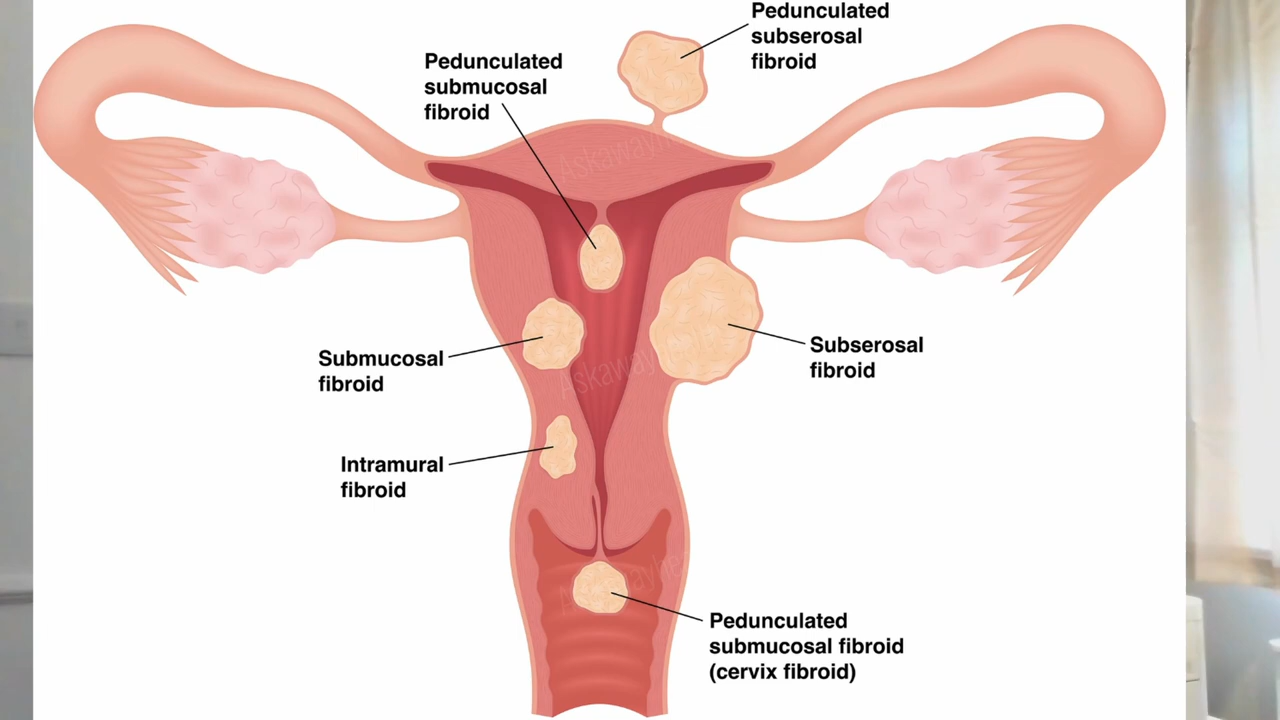 Pedunculated
subserosal
fibroid
Pedunculated
submucosal
fibroid
Submucosal
fibroid
Subserosal
fibroid
Intramural
fibroid
Pedunculated
submucosal fibroid
(cervix fibroid)